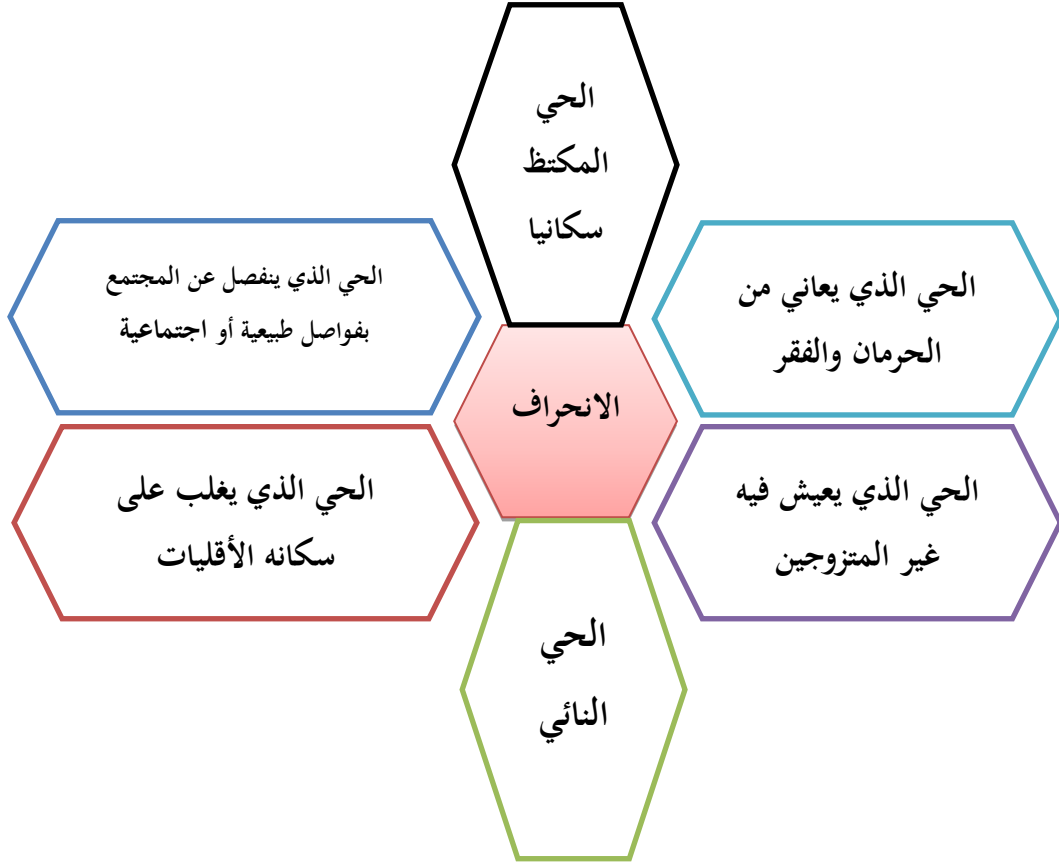 الحي
المكتظ
سكانيا
الحي الذي يعاني من
الحرمان والفقر
الحي الذي ينفصل عن المجتمع
بفواصل طبيعية أو اجتماعية
الانحراف
الحي الذي يعيش فيه
غير المتزوجين
الحي الذي يغلب على
سكانه الأقليات
الحي
النائي